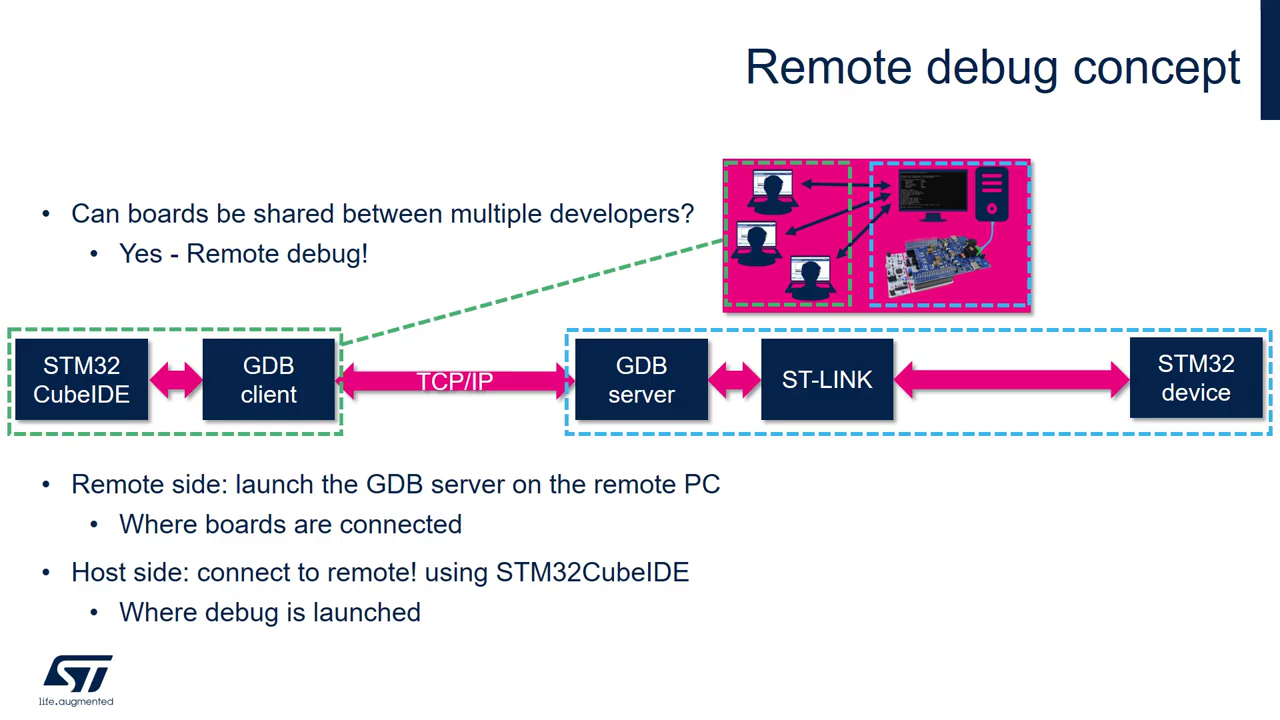 Remote debug concept
• Can boards be shared between multiple developers?
• Yes - Remote debug!
STM32
CubeIDE
GDB
client
TCP/IP
GDB
server
ST-LINK
STM32
device
• Remote side: launch the GDB server on the remote PC
• Where boards are connected
• Host side: connect to remote! using STM32CubeIDE
• Where debug is launched
ST
life.augmented